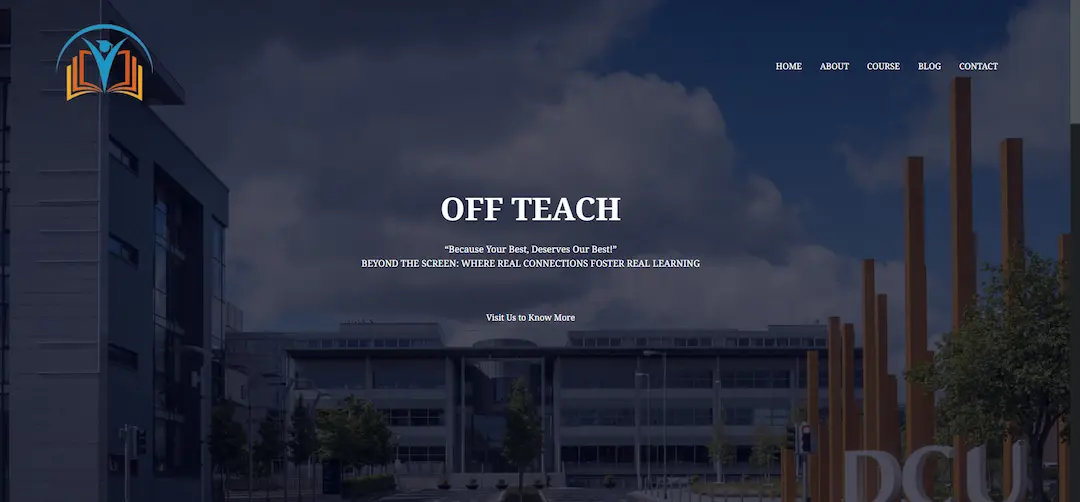 HOME ABOUT COURSE BLOG CONTACT
OFF TEACH
“Because Your Best, Deserves Our Best!”
BEYOND THE SCREEN: WHERE REAL CONNECTIONS FOSTER REAL LEARNING
Visit Us to Know More
DCU